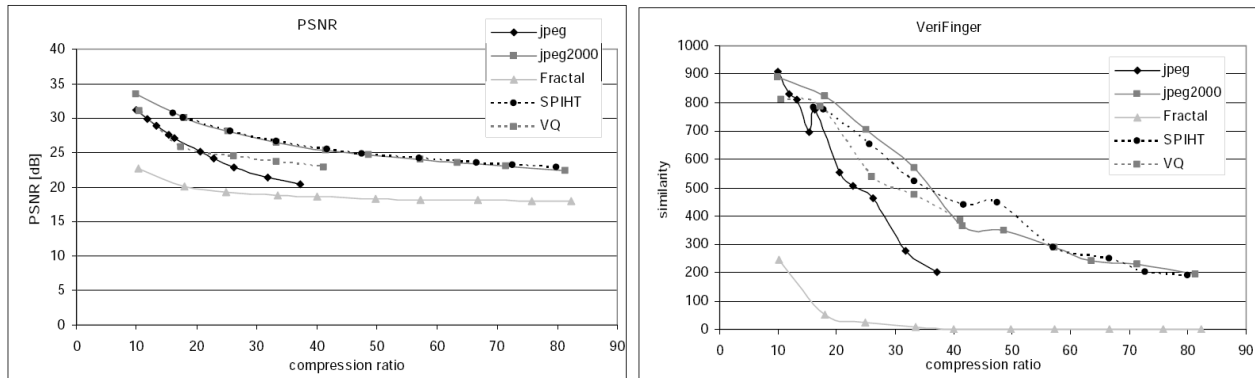 PSNR
40
35
30
25
20
15
10
5
0
PSNR [dB]
0 10 20 30 40 50 60 70 80 90
compression ratio
jpeg
jpeg2000
Fractal
SPIHT
VQ
VeriFinger
1000
900
800
700
600
500
400
300
200
100
0
similarity
0 10 20 30 40 50 60 70 80 90
compression ratio
jpeg
jpeg2000
Fractal
SPIHT
VQ